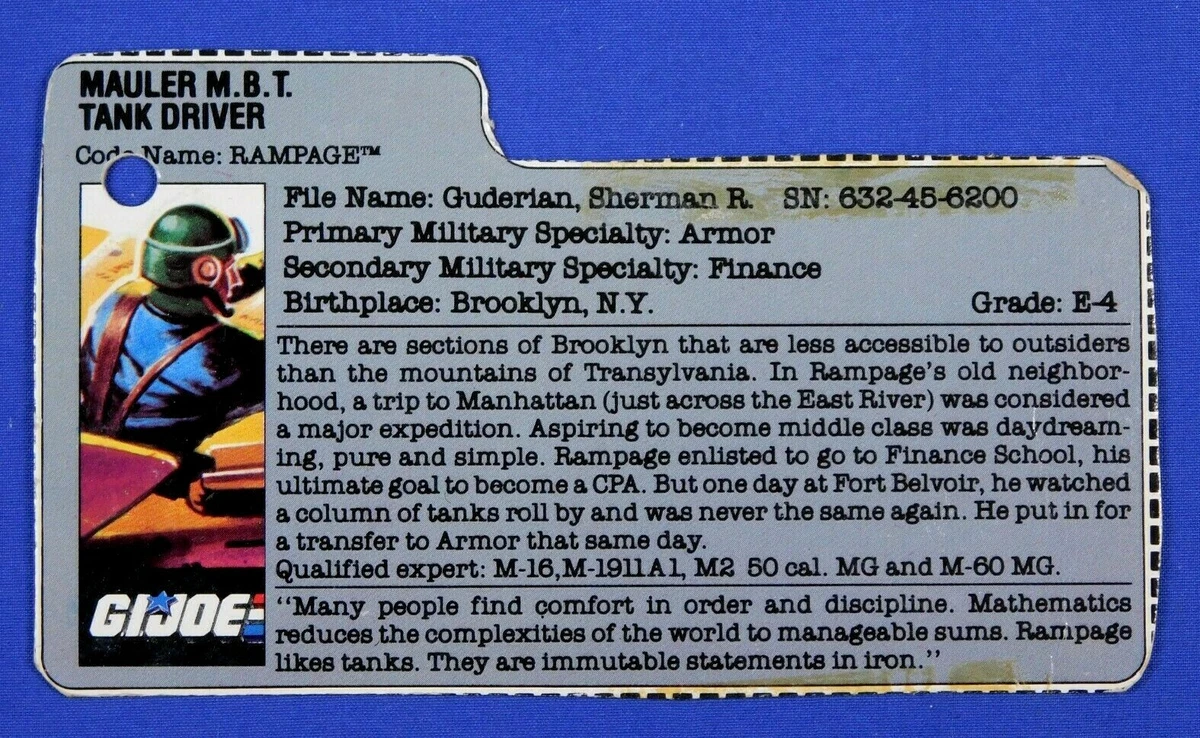 MAULER M.B.T.
TANK DRIVER
Code Name: RAMPAGE™
File Name: Guderian, Sherman R. SN: 632-45-6200
Primary Military Specialty: Armor
Secondary Military Specialty: Finance
Birthplace: Brooklyn, N.Y. Grade: E-4
There are sections of Brooklyn that are less accessible to outsiders
than the mountains of Transylvania. In Rampage's old neighbor-
hood, a trip to Manhattan (just across the East River) was considered
a major expedition. Aspiring to become middle class was daydream-
ing, pure and simple. Rampage enlisted to go to Finance School, his
ultimate goal to become a CPA. But one day at Fort Belvoir, he watched
a column of tanks roll by and was never the same again. He put in for
a transfer to Armor that same day.
Qualified expert: M-16,M-1911A1, M2 50 cal. MG and M-60 MG.
"Many people find comfort in order and discipline. Mathematics
reduces the complexities of the world to manageable sums. Rampage
likes tanks. They are immutable statements in iron."
GI JOE